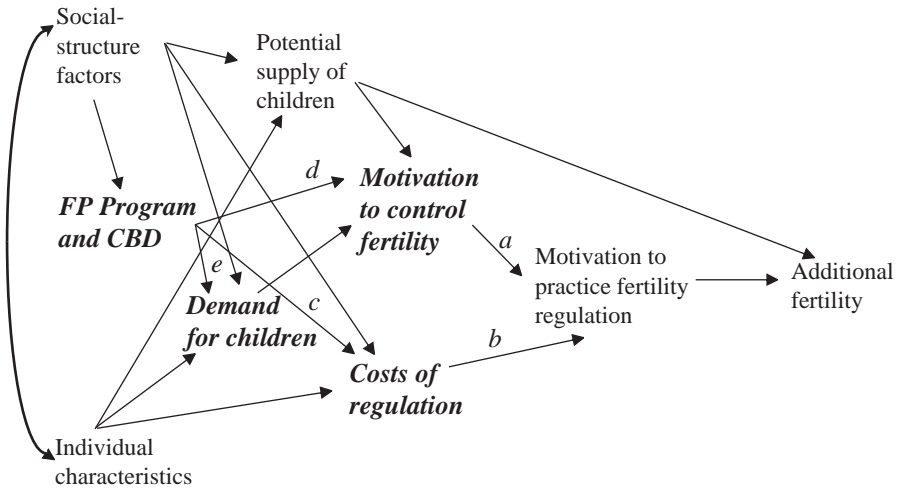 Social-
structure
factors
Potential
supply of
children
FP Program
and CBD
d
Motivation
to control
fertility
a
e
Demand
for children
c
Motivation to
practice fertility
regulation
Additional
fertility
b
Costs of
regulation
Individual
characteristics